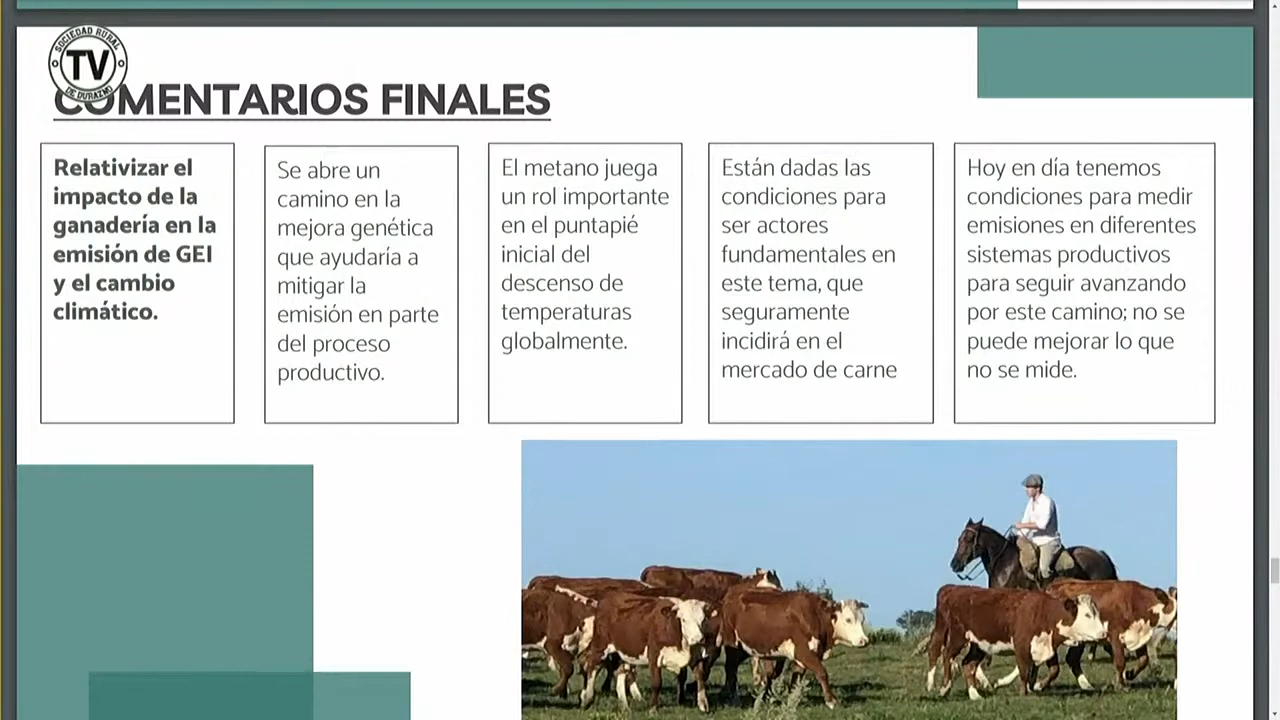 SOCIEDAD RURAL
TV
DE DURAZNO
COMENTARIOS FINALES
Relativizar el
impacto de la
ganadería en la
emisión de GEI
y el cambio
climático.
Se abre un
camino en la
mejora genética
que ayudaría a
mitigar la
emisión en parte
del proceso
productivo.
El metano juega
un rol importante
en el puntapié
inicial del
descenso de
temperaturas
globalmente.
Están dadas las
condiciones para
ser actores
fundamentales en
este tema, que
seguramente
incidirá en el
mercado de carne
Hoy en día tenemos
condiciones para medir
emisiones en diferentes
sistemas productivos
para seguir avanzando
por este camino; no se
puede mejorar lo que
no se mide.